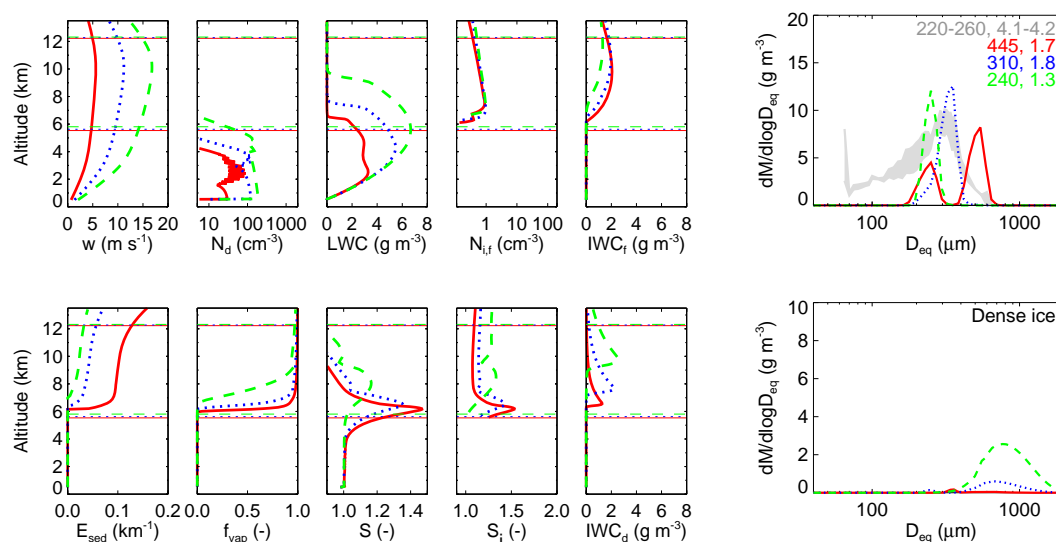 Altitude (km)
12
10
8
6
4
2
0
0 5 10 15 20
w (m s⁻¹)
10 100 1000
N_d (cm⁻³)
0 2 4 6 8
LWC (g m⁻³)
1 10 100
N_i,f (cm⁻³)
0 2 4 6 8
IWC_f (g m⁻³)
dM/dlogD_eq (g m⁻³)
20
15
10
5
0
220-260, 4.1-4.2
445, 1.7
310, 1.8
240, 1.3
100 1000
D_eq (μm)
Altitude (km)
12
10
8
6
4
2
0
0.0 0.1 0.2
E_sed (km⁻¹)
0.0 0.5 1.0
f_vap (-)
1.0 1.2 1.4
S (-)
1.0 1.5 2.0
S_i (-)
0 2 4 6 8
IWC_d (g m⁻³)
dM/dlogD_eq (g m⁻³)
10
8
6
4
2
0
Dense ice
100 1000
D_eq (μm)